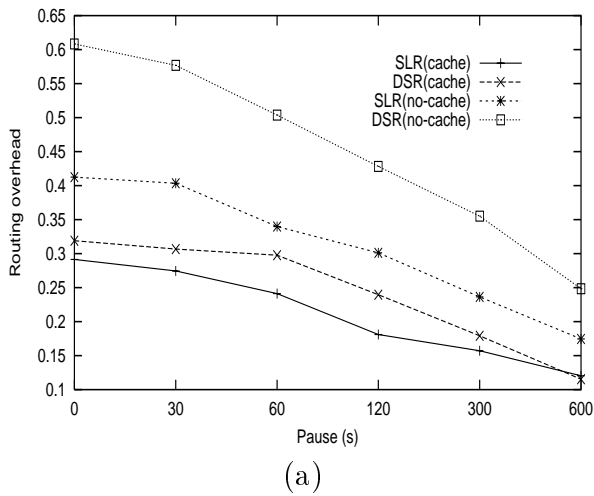 0.65
0.6
0.55
0.5
0.45
0.4
0.35
0.3
0.25
0.2
0.15
0.1
Routing overhead
SLR(cache)
DSR(cache)
SLR(no-cache)
DSR(no-cache)
0 30 60 120 300 600
Pause (s)
(a)